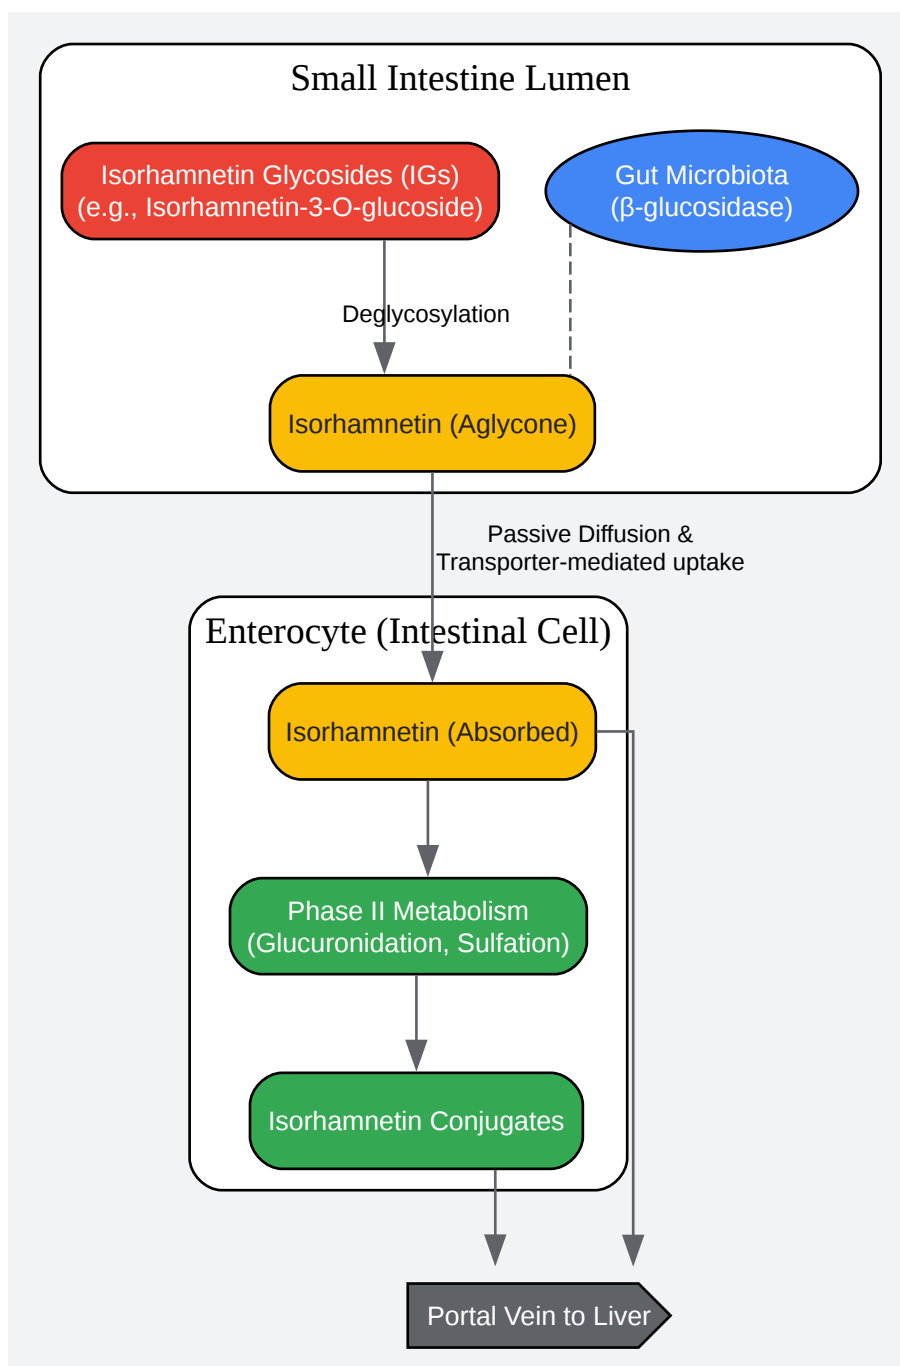 Small Intestine Lumen
Isorhamnetin Glycosides (IGs)
(e.g., Isorhamnetin-3-O-glucoside)
Gut Microbiota
(β-glucosidase)
Deglycosylation
Isorhamnetin (Aglycone)
Passive Diffusion &
Transporter-mediated uptake
Enterocyte (Intestinal Cell)
Isorhamnetin (Absorbed)
Phase II Metabolism
(Glucuronidation, Sulfation)
Isorhamnetin Conjugates
Portal Vein to Liver